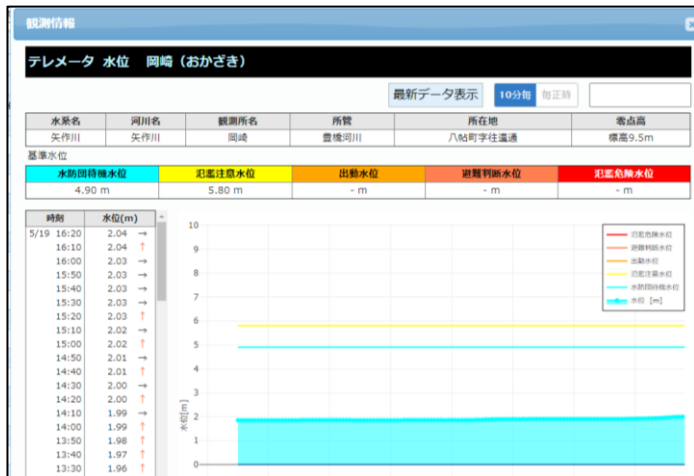 観測情報
テレメータ 水位 岡崎（おかざき）
最新データ表示 10分毎 毎正時
水系名 河川名 観測所名 所管 所在地 零点高
矢作川 矢作川 岡崎 豊橋河川 八帖町字往還通 標高9.5m
基準水位
水防団待機水位 氾濫注意水位 出動水位 避難判断水位 氾濫危険水位
4.90 m 5.80 m - m - m - m
時刻 水位(m)
5/19 16:20 2.04 →
16:10 2.04 ↑
16:00 2.03 →
15:50 2.03 →
15:40 2.03 →
15:30 2.03 →
15:20 2.03 ↑
15:10 2.02 →
15:00 2.02 ↑
14:50 2.01 →
14:40 2.01 ↑
14:30 2.00 →
14:20 2.00 ↑
14:10 1.99 →
14:00 1.99 ↑
13:50 1.98 ↑
13:40 1.97 ↑
13:30 1.96 ↑
10
9
8
7
6
5
4
3
2
1
0
水位[m]
氾濫危険水位
避難判断水位
出動水位
氾濫注意水位
水防団待機水位
水位 [m]